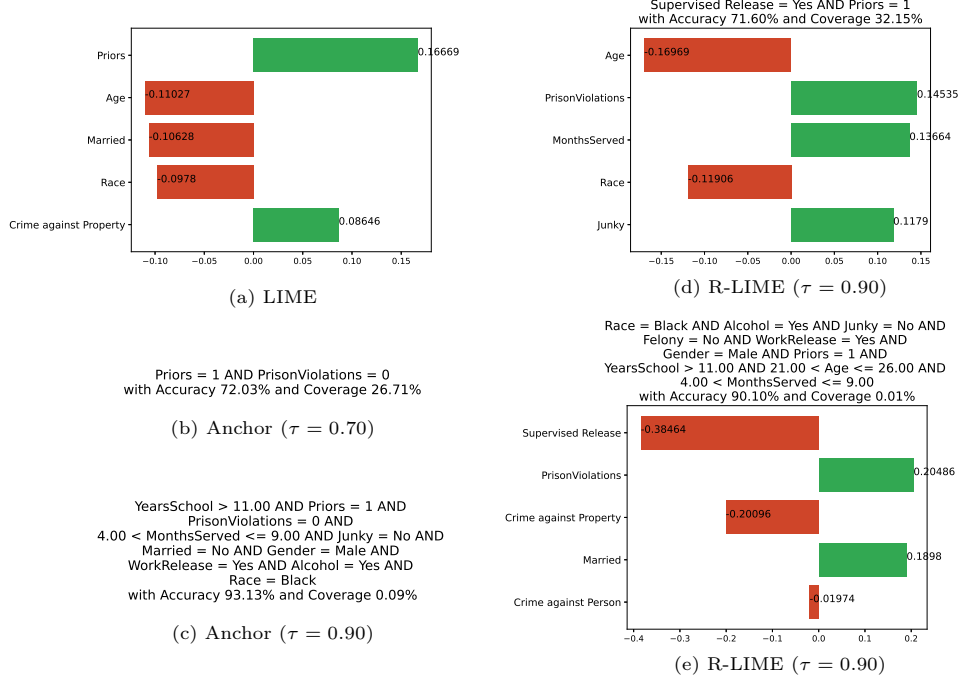 Priors
Age
Married
Race
Crime against Property
0.16669
-0.11027
-0.10628
-0.0978
0.08646
−0.10
−0.05
0.00
0.05
0.10
0.15
(a) LIME
Priors = 1 AND PrisonViolations = 0
with Accuracy 72.03% and Coverage 26.71%
(b) Anchor (τ = 0.70)
YearsSchool > 11.00 AND Priors = 1 AND
PrisonViolations = 0 AND
4.00 < MonthsServed <= 9.00 AND Junky = No AND
Married = No AND Gender = Male AND
WorkRelease = Yes AND Alcohol = Yes AND
Race = Black
with Accuracy 93.13% and Coverage 0.09%
(c) Anchor (τ = 0.90)
Supervised Release = Yes AND Priors = 1
with Accuracy 71.60% and Coverage 32.15%
Age
PrisonViolations
MonthsServed
Race
Junky
-0.16969
0.14535
0.13664
-0.11906
0.1179
−0.15
−0.10
−0.05
0.00
0.05
0.10
0.15
(d) R-LIME (τ = 0.90)
Race = Black AND Alcohol = Yes AND Junky = No AND
Felony = No AND WorkRelease = Yes AND
Gender = Male AND Priors = 1 AND
YearsSchool > 11.00 AND 21.00 < Age <= 26.00 AND
4.00 < MonthsServed <= 9.00
with Accuracy 90.10% and Coverage 0.01%
Supervised Release
PrisonViolations
Crime against Property
Married
Crime against Person
-0.38464
0.20486
-0.20096
0.1898
-0.01974
−0.4
−0.3
−0.2
−0.1
0.0
0.1
0.2
(e) R-LIME (τ = 0.90)